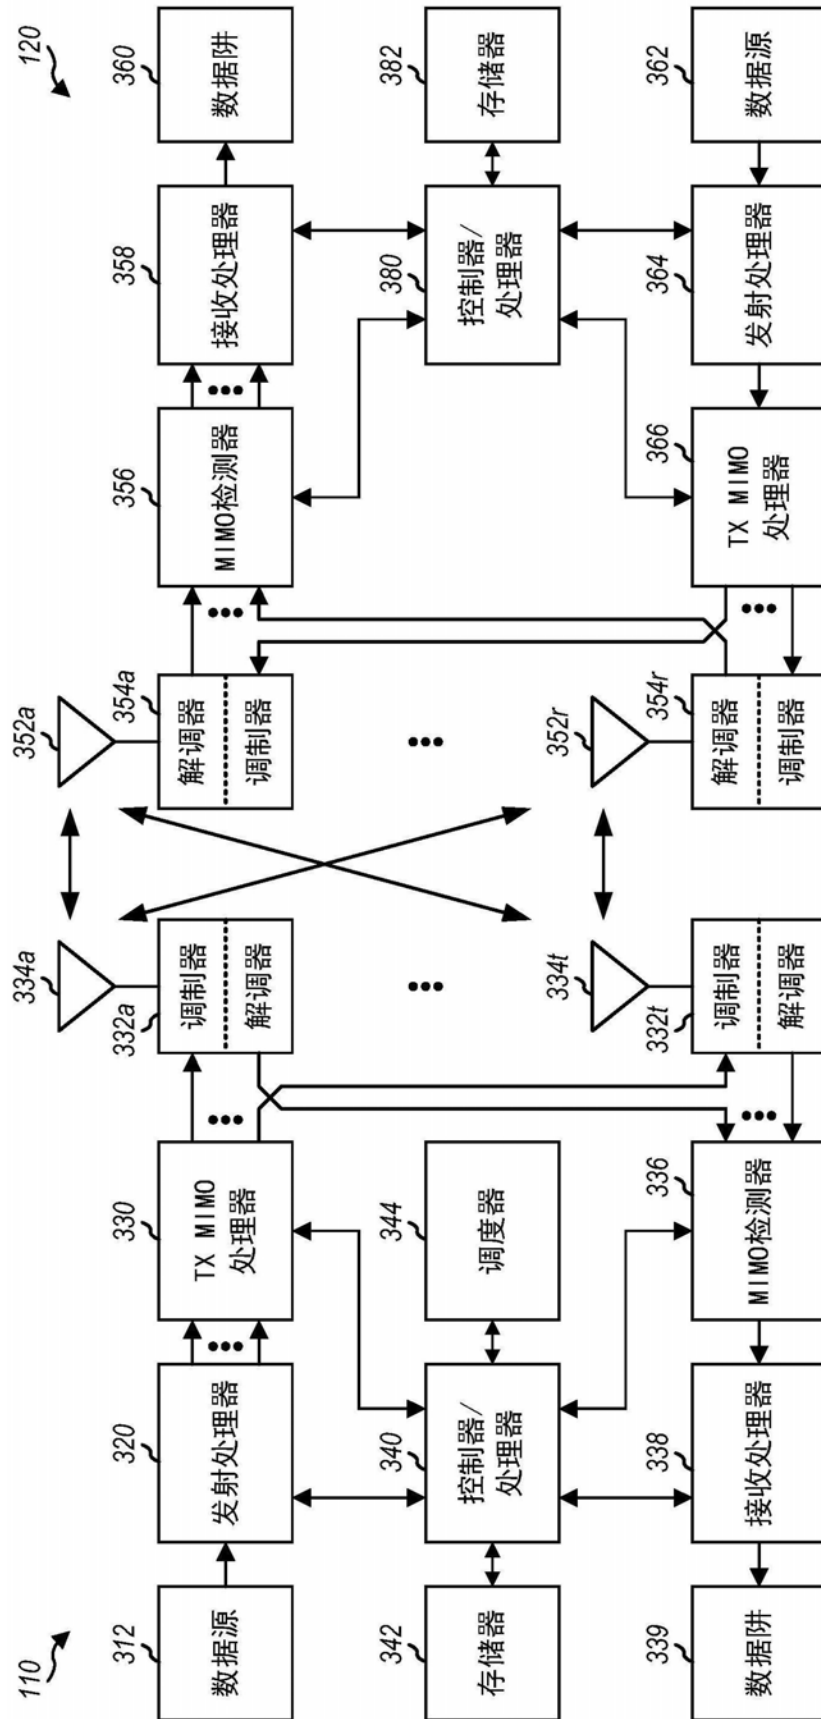 110
120
312
数据源
320
发射处理器
330
TX MIMO
处理器
332a
调制器
解调器
334a
352a
354a
解调器
调制器
356
MIMO检测器
358
接收处理器
360
数据阱
342
存储器
340
控制器/
处理器
344
调度器
380
控制器/
处理器
382
存储器
339
数据阱
338
接收处理器
336
MIMO检测器
332t
调制器
解调器
334t
352r
354r
解调器
调制器
366
TX MIMO
处理器
364
发射处理器
362
数据源